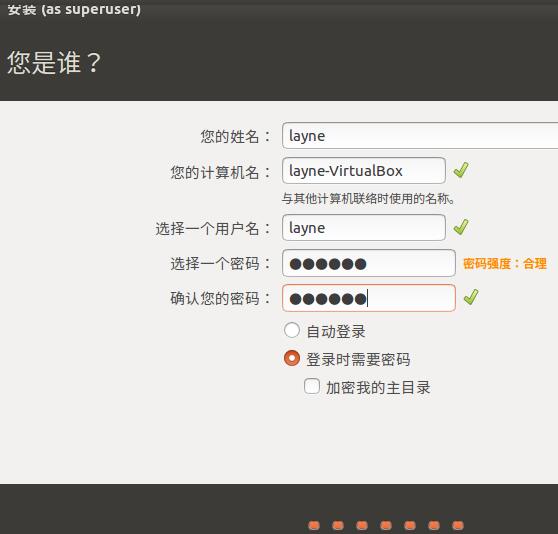 安装 (as superuser)
您是谁？
您的姓名： layne
您的计算机名： layne-VirtualBox
与其他计算机联络时使用的名称。
选择一个用户名： layne
选择一个密码： ●●●●●● 密码强度：合理
确认您的密码： ●●●●●●
自动登录
登录时需要密码
加密我的主目录